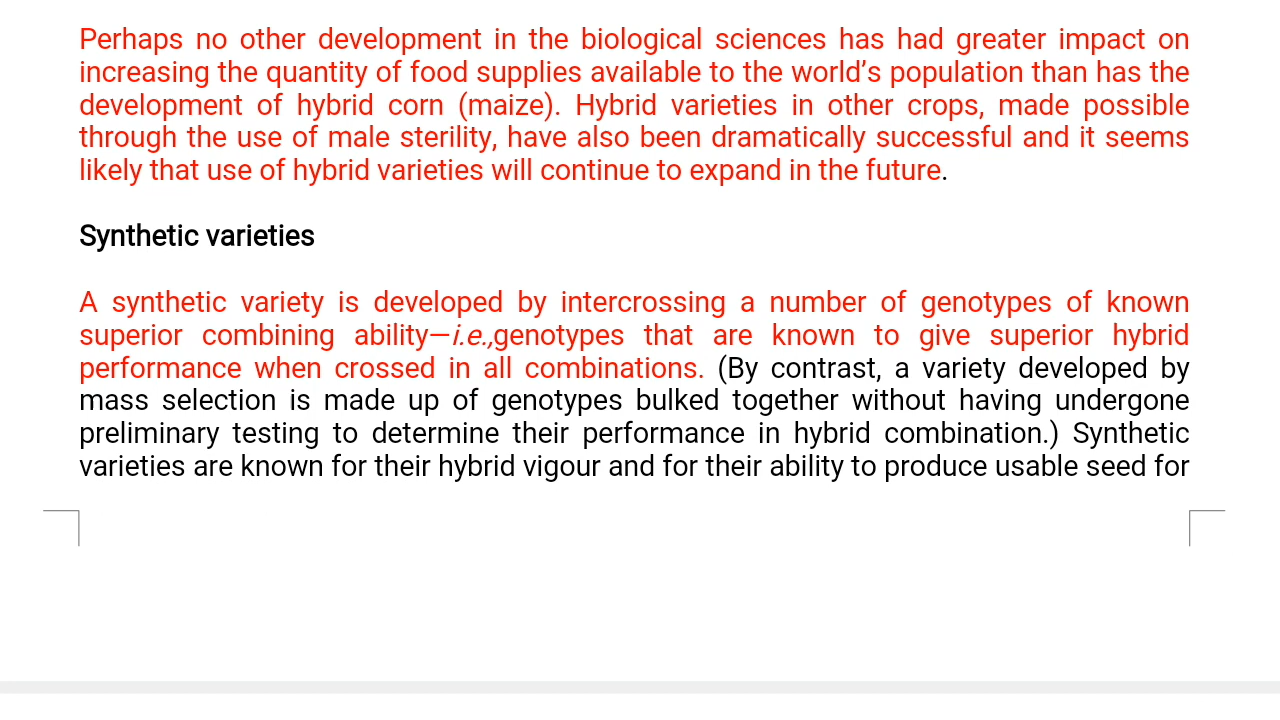 Perhaps no other development in the biological sciences has had greater impact on
increasing the quantity of food supplies available to the world’s population than has the
development of hybrid corn (maize). Hybrid varieties in other crops, made possible
through the use of male sterility, have also been dramatically successful and it seems
likely that use of hybrid varieties will continue to expand in the future.
Synthetic varieties
A synthetic variety is developed by intercrossing a number of genotypes of known
superior combining ability—i.e.,genotypes that are known to give superior hybrid
performance when crossed in all combinations. (By contrast, a variety developed by
mass selection is made up of genotypes bulked together without having undergone
preliminary testing to determine their performance in hybrid combination.) Synthetic
varieties are known for their hybrid vigour and for their ability to produce usable seed for